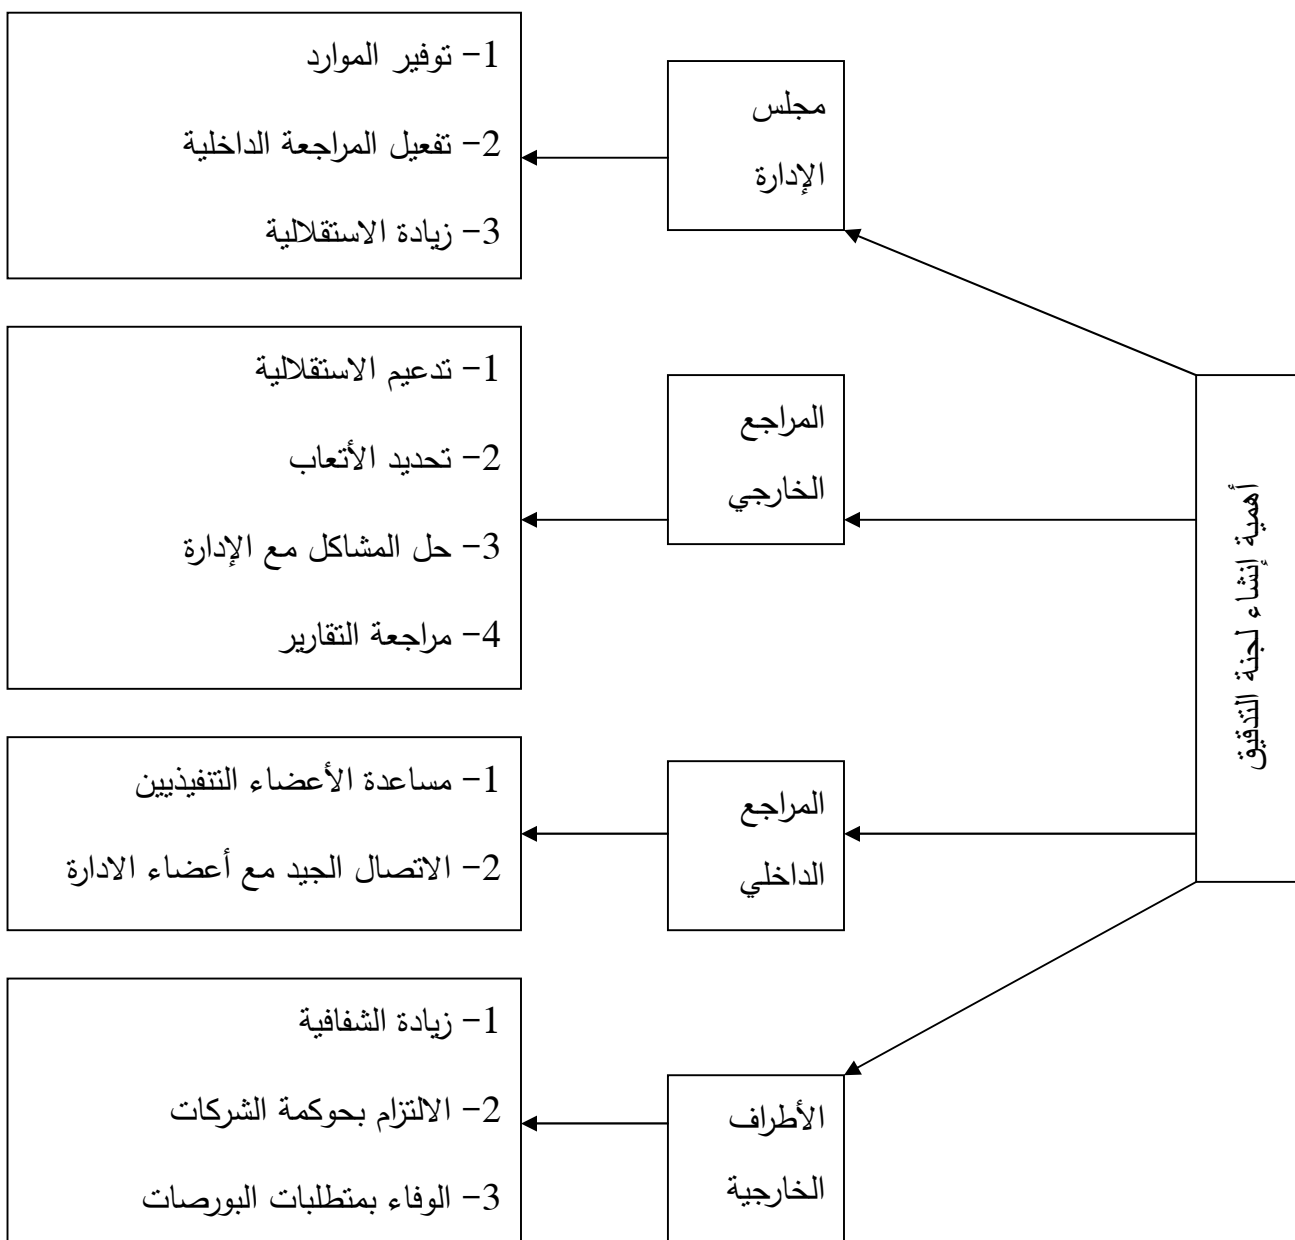 أهمية إنشاء لجنة التدقيق
مجلس
الإدارة
1- توفير الموارد
2- تفعيل المراجعة الداخلية
3- زيادة الاستقلالية
المراجع
الخارجي
1- تدعيم الاستقلالية
2- تحديد الأتعاب
3- حل المشاكل مع الإدارة
4- مراجعة التقارير
المراجع
الداخلي
1- مساعدة الأعضاء التنفيذيين
2- الاتصال الجيد مع أعضاء الادارة
الأطراف
الخارجية
1- زيادة الشفافية
2- الالتزام بحوكمة الشركات
3- الوفاء بمتطلبات البورصات